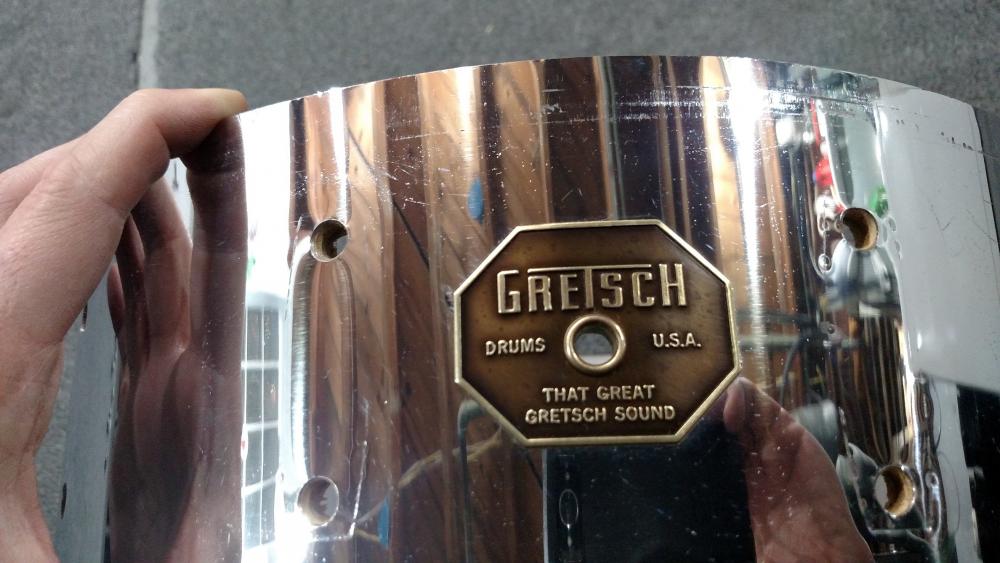 GRETSCH
DRUMS U.S.A.
THAT GREAT
GRETSCH SOUND